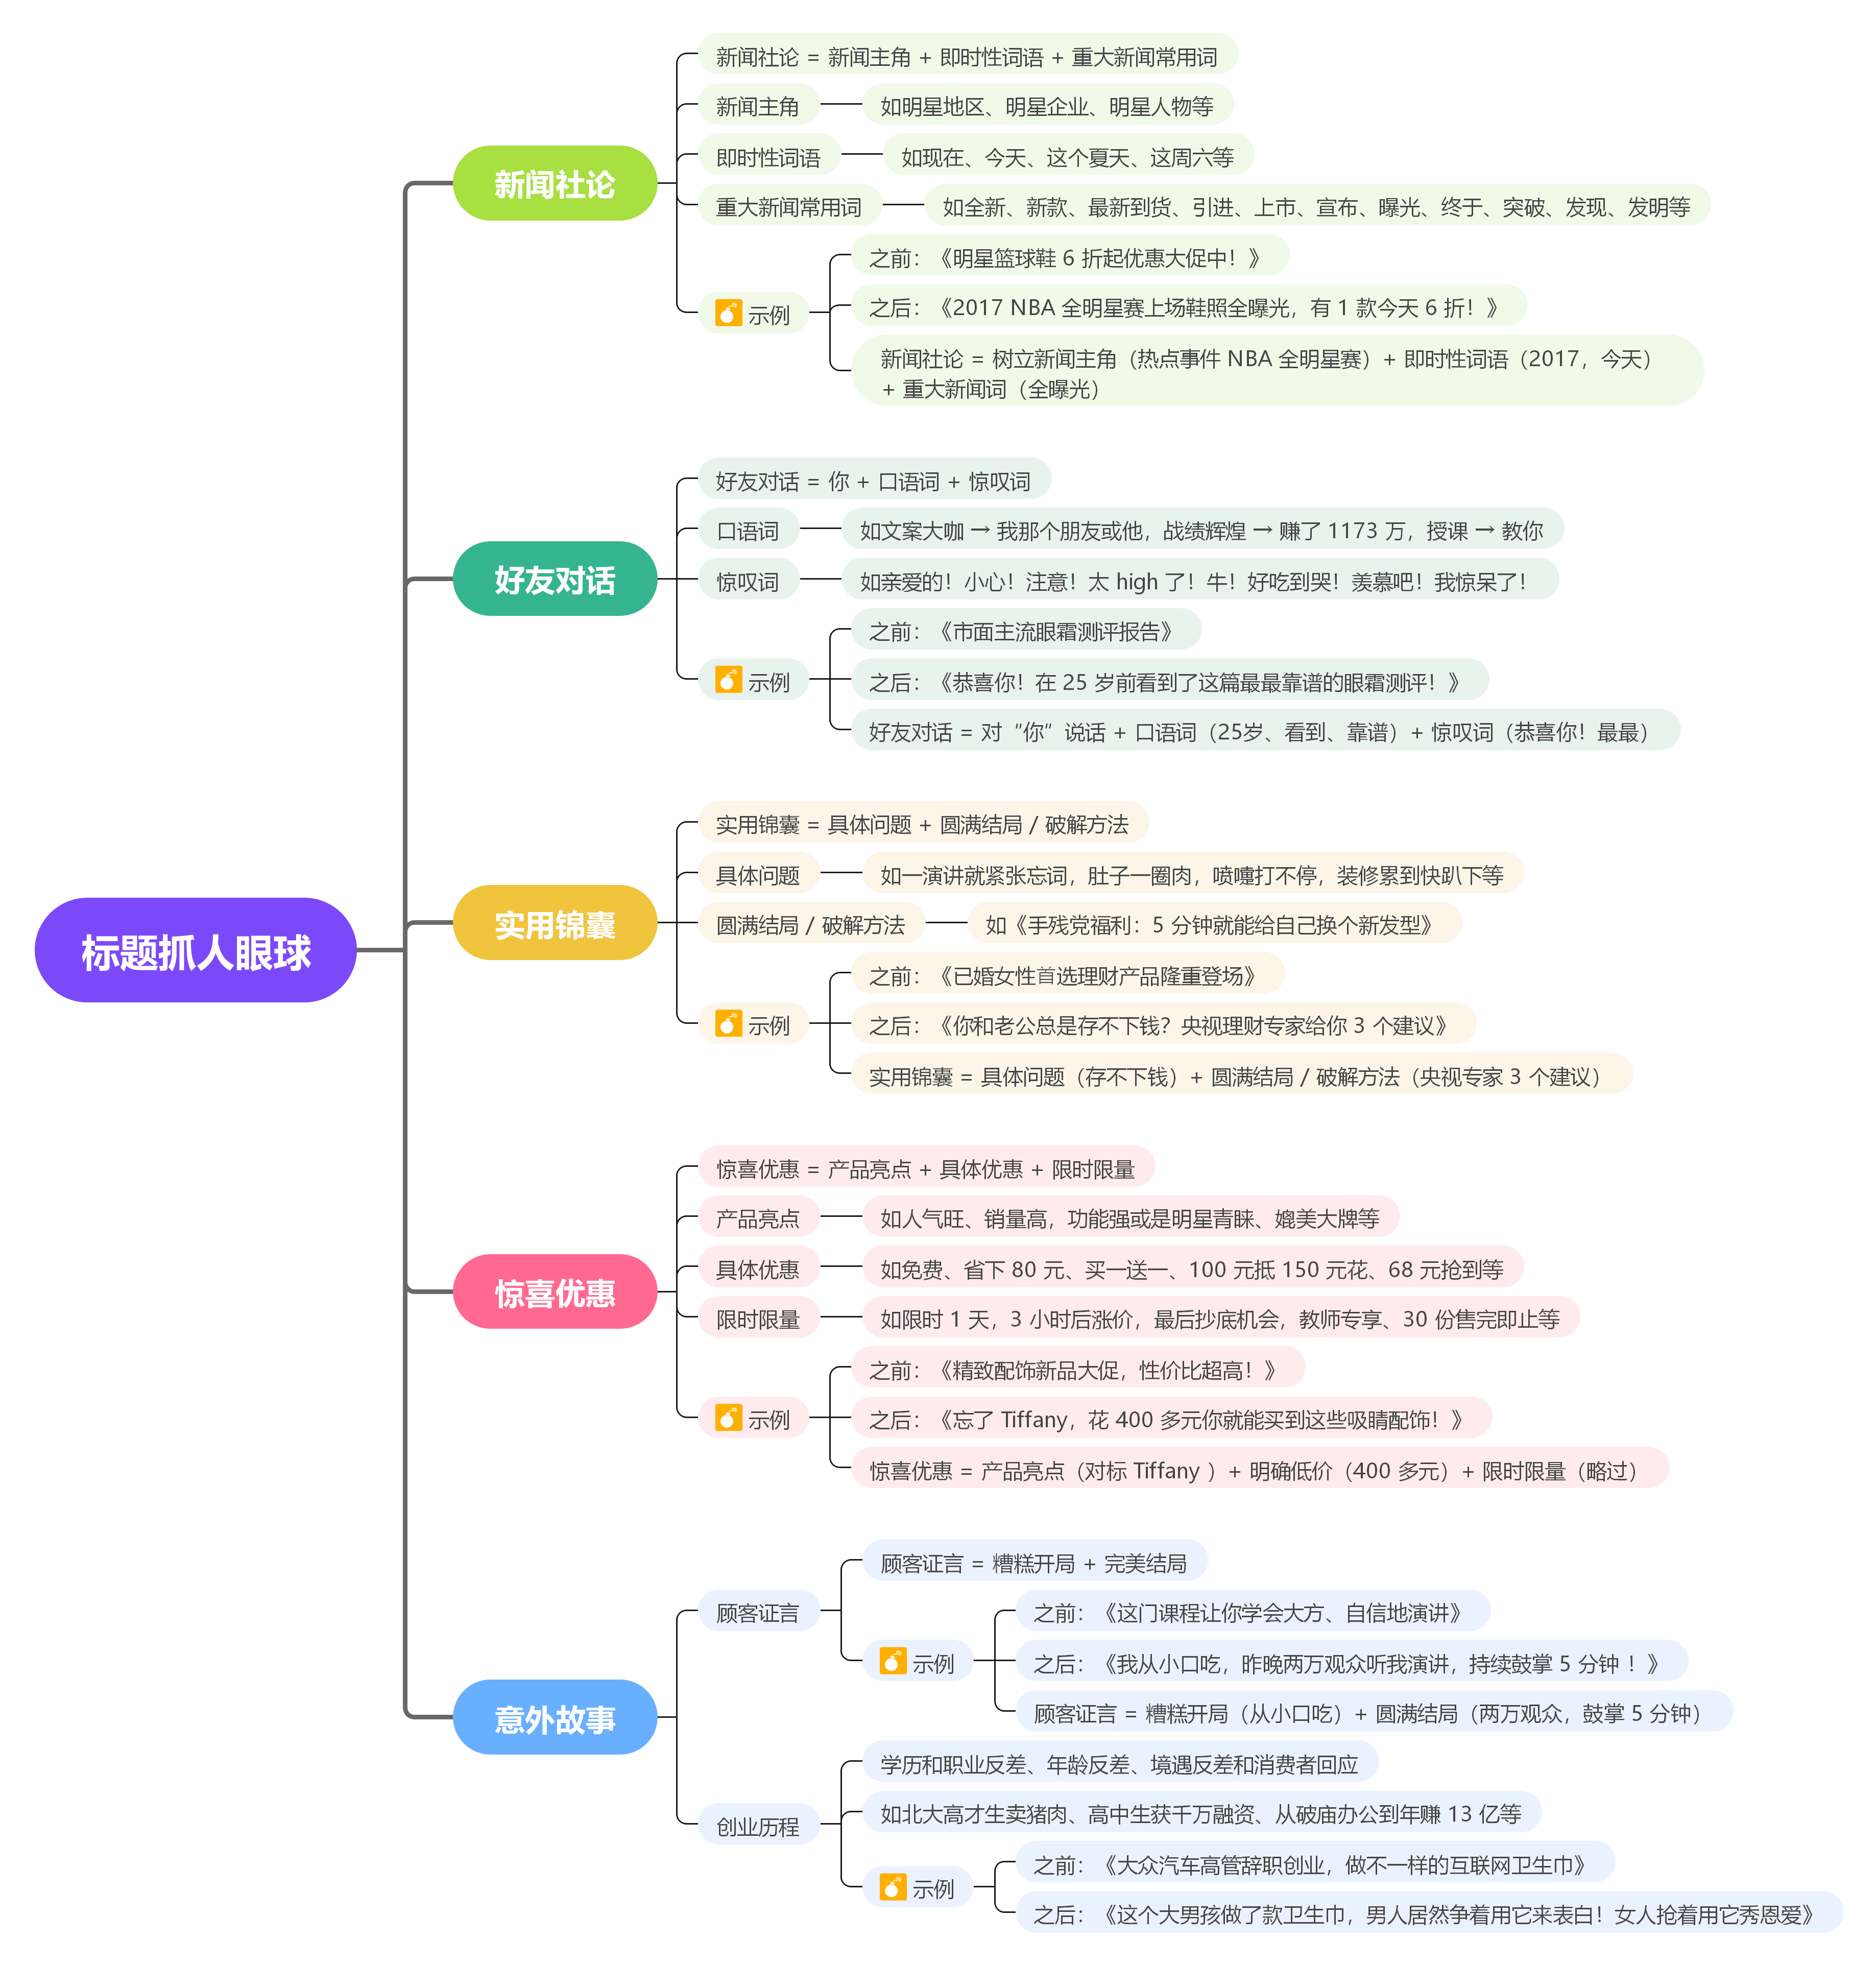 标题抓人眼球
新闻社论
新闻社论 = 新闻主角 + 即时性词语 + 重大新闻常用词
新闻主角
如明星地区、明星企业、明星人物等
即时性词语
如现在、今天、这个夏天、这周六等
重大新闻常用词
如全新、新款、最新到货、引进、上市、宣布、曝光、终于、突破、发现、发明等
示例
之前：《明星篮球鞋 6 折起优惠大促中！》
之后：《2017 NBA 全明星赛上场鞋照全曝光，有 1 款今天 6 折！》
新闻社论 = 树立新闻主角（热点事件 NBA 全明星赛）+ 即时性词语（2017，今天）
+ 重大新闻词（全曝光）
好友对话
好友对话 = 你 + 口语词 + 惊叹词
口语词
如文案大咖 → 我那个朋友或他，战绩辉煌 → 赚了 1173 万，授课 → 教你
惊叹词
如亲爱的！小心！注意！太 high 了！牛！好吃到哭！羡慕吧！我惊呆了！
示例
之前：《市面主流眼霜测评报告》
之后：《恭喜你！在 25 岁前看到了这篇最最靠谱的眼霜测评！》
好友对话 = 对“你”说话 + 口语词（25岁、看到、靠谱）+ 惊叹词（恭喜你！最最）
实用锦囊
实用锦囊 = 具体问题 + 圆满结局 / 破解方法
具体问题
如一演讲就紧张忘词，肚子一圈肉，喷嚏打不停，装修累到快趴下等
圆满结局 / 破解方法
如《手残党福利：5 分钟就能给自己换个新发型》
示例
之前：《已婚女性首选理财产品隆重登场》
之后：《你和老公总是存不下钱？央视理财专家给你 3 个建议》
实用锦囊 = 具体问题（存不下钱）+ 圆满结局 / 破解方法（央视专家 3 个建议）
惊喜优惠
惊喜优惠 = 产品亮点 + 具体优惠 + 限时限量
产品亮点
如人气旺、销量高，功能强或是明星青睐、媲美大牌等
具体优惠
如免费、省下 80 元、买一送一、100 元抵 150 元花、68 元抢到等
限时限量
如限时 1 天，3 小时后涨价，最后抄底机会，教师专享、30 份售完即止等
示例
之前：《精致配饰新品大促，性价比超高！》
之后：《忘了 Tiffany，花 400 多元你就能买到这些吸睛配饰！》
惊喜优惠 = 产品亮点（对标 Tiffany ）+ 明确低价（400 多元）+ 限时限量（略过）
意外故事
顾客证言
顾客证言 = 糟糕开局 + 完美结局
示例
之前：《这门课程让你学会大方、自信地演讲》
之后：《我从小口吃，昨晚两万观众听我演讲，持续鼓掌 5 分钟 ！》
顾客证言 = 糟糕开局（从小口吃）+ 圆满结局（两万观众，鼓掌 5 分钟）
创业历程
学历和职业反差、年龄反差、境遇反差和消费者回应
如北大高才生卖猪肉、高中生获千万融资、从破庙办公到年赚 13 亿等
示例
之前：《大众汽车高管辞职创业，做不一样的互联网卫生巾》
之后：《这个大男孩做了款卫生巾，男人居然争着用它来表白！女人抢着用它秀恩爱》